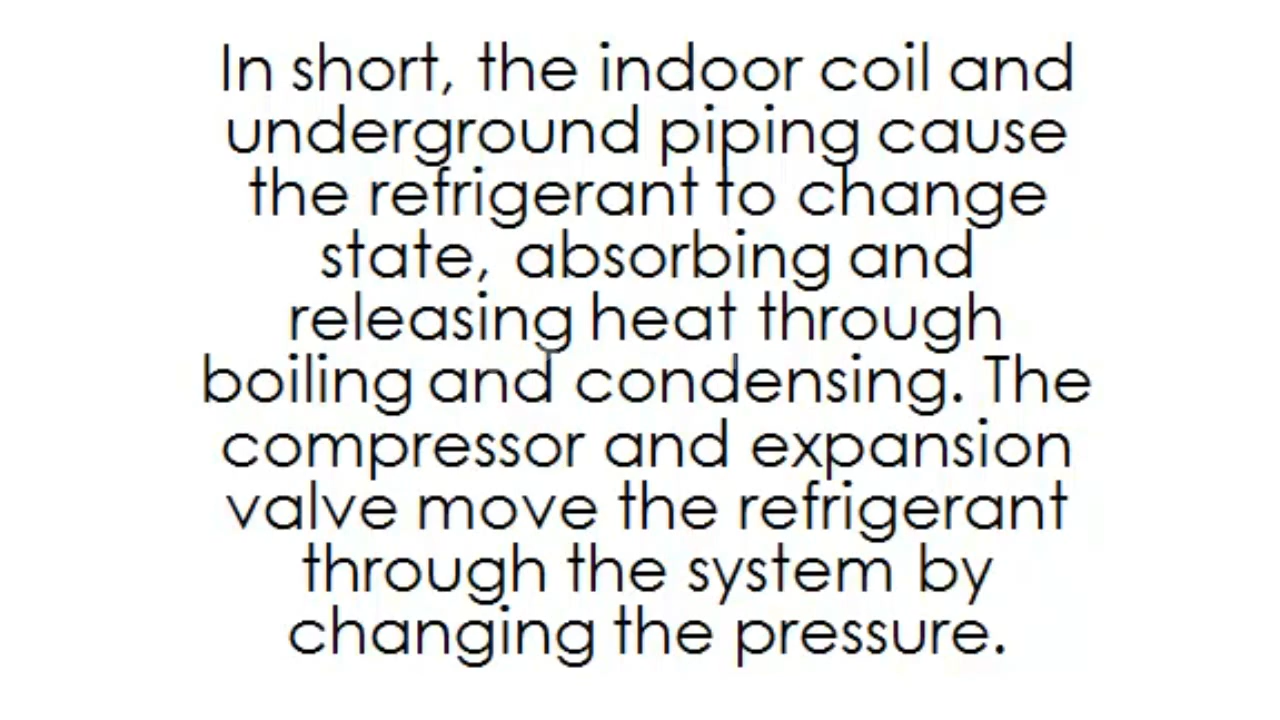 In short, the indoor coil and
underground piping cause
the refrigerant to change
state, absorbing and
releasing heat through
boiling and condensing. The
compressor and expansion
valve move the refrigerant
through the system by
changing the pressure.